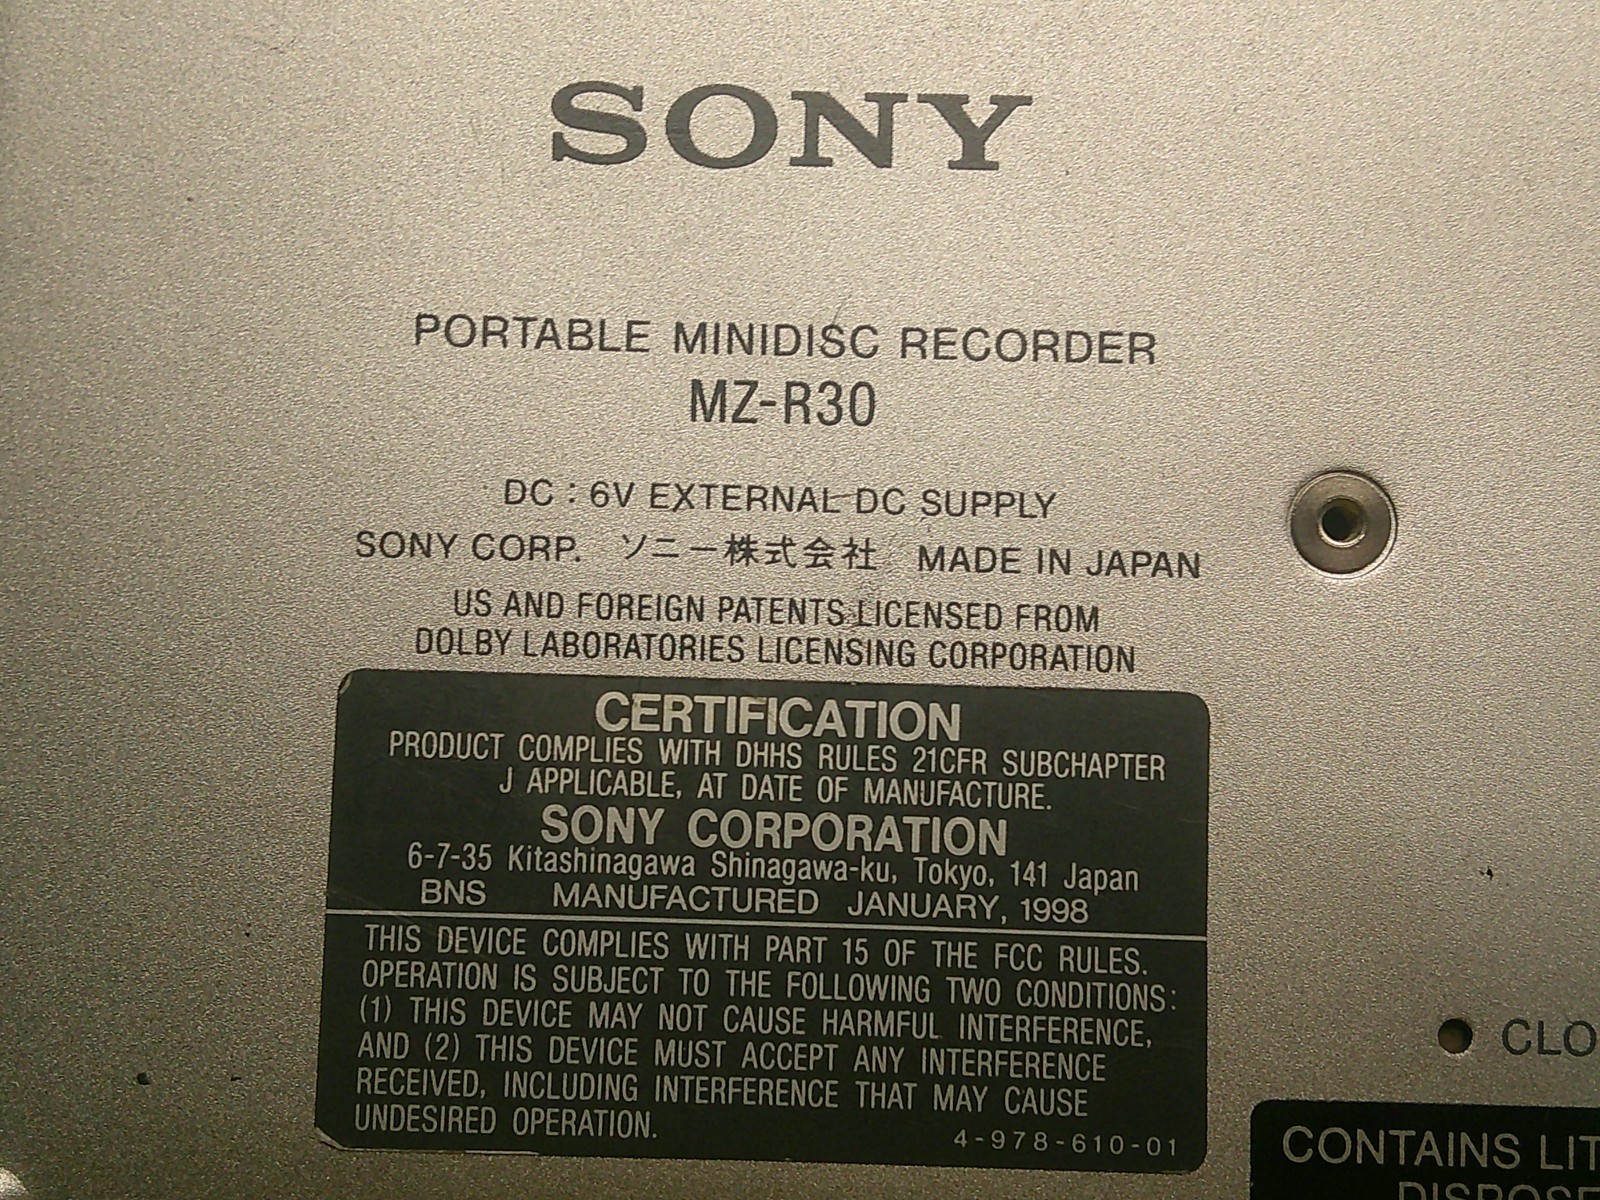 SONY
PORTABLE MINIDISC RECORDER
MZ-R30
DC : 6V EXTERNAL DC SUPPLY
SONY CORP. ソニー株式会社 MADE IN JAPAN
US AND FOREIGN PATENTS LICENSED FROM
DOLBY LABORATORIES LICENSING CORPORATION
CERTIFICATION
PRODUCT COMPLIES WITH DHHS RULES 21CFR SUBCHAPTER
J APPLICABLE, AT DATE OF MANUFACTURE.
SONY CORPORATION
6-7-35 Kitashinagawa Shinagawa-ku, Tokyo, 141 Japan
BNS MANUFACTURED JANUARY, 1998
THIS DEVICE COMPLIES WITH PART 15 OF THE FCC RULES.
OPERATION IS SUBJECT TO THE FOLLOWING TWO CONDITIONS:
(1) THIS DEVICE MAY NOT CAUSE HARMFUL INTERFERENCE,
AND (2) THIS DEVICE MUST ACCEPT ANY INTERFERENCE
RECEIVED, INCLUDING INTERFERENCE THAT MAY CAUSE
UNDESIRED OPERATION.
4-978-610-01
CLO
CONTAINS LIT